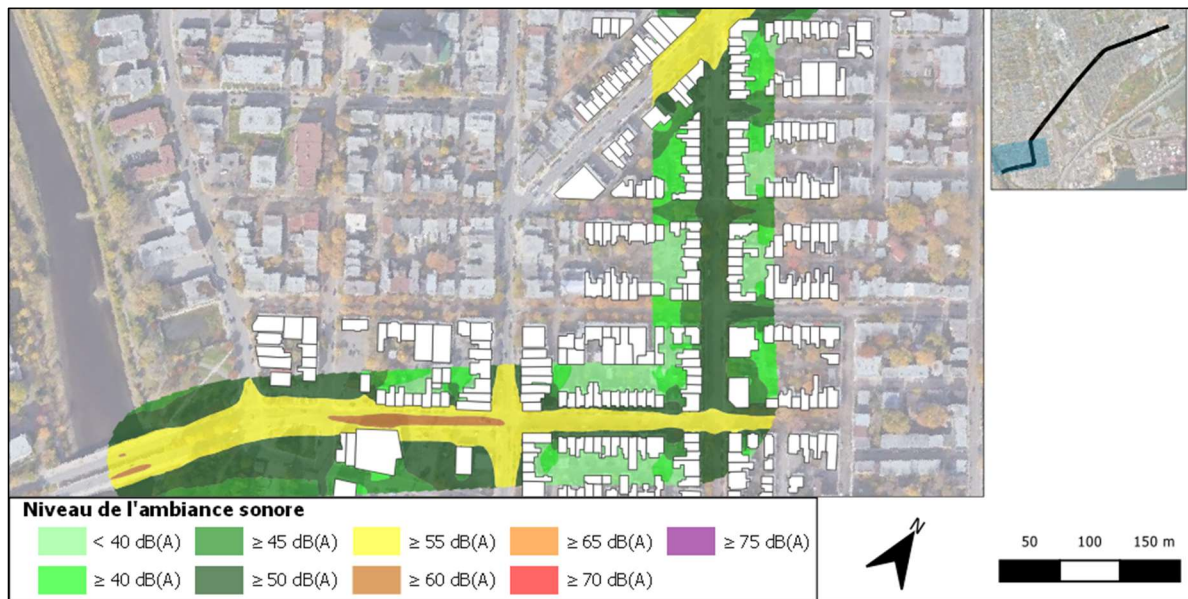 Niveau de l'ambiance sonore
< 40 dB(A)
≥ 45 dB(A)
≥ 55 dB(A)
≥ 65 dB(A)
≥ 75 dB(A)
≥ 40 dB(A)
≥ 50 dB(A)
≥ 60 dB(A)
≥ 70 dB(A)
N
50 100 150 m